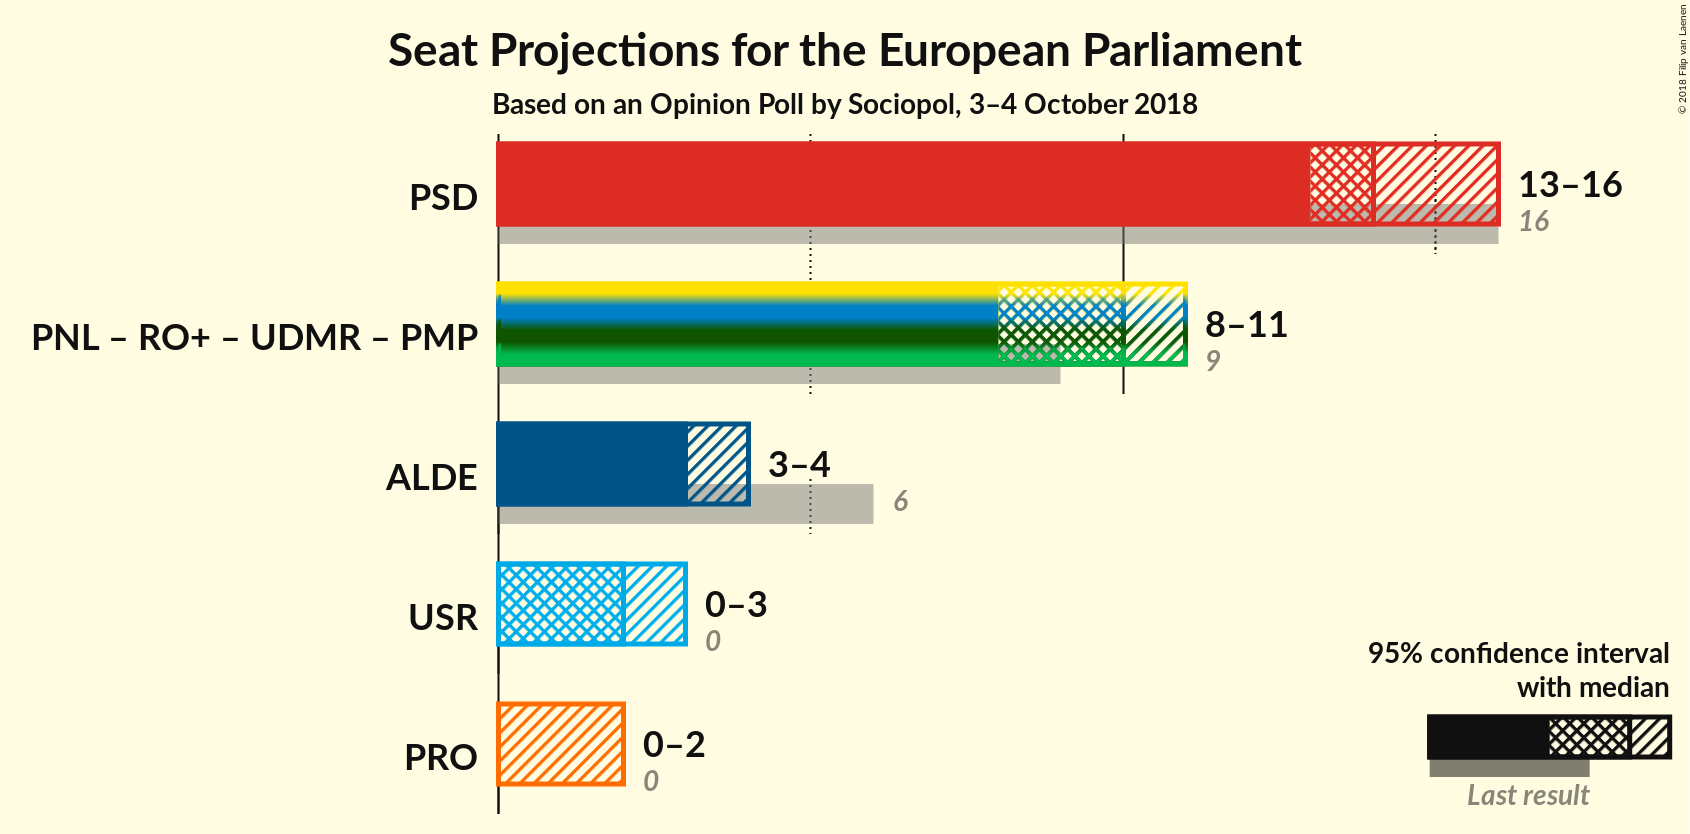 Seat Projections for the European Parliament
Based on an Opinion Poll by Sociopol, 3–4 October 2018
© 2018 Filip van Laenen
PSD
13–16
16
PNL – RO+ – UDMR – PMP
8–11
9
ALDE
3–4
6
USR
0–3
0
PRO
0–2
0
95% confidence interval
with median
Last result